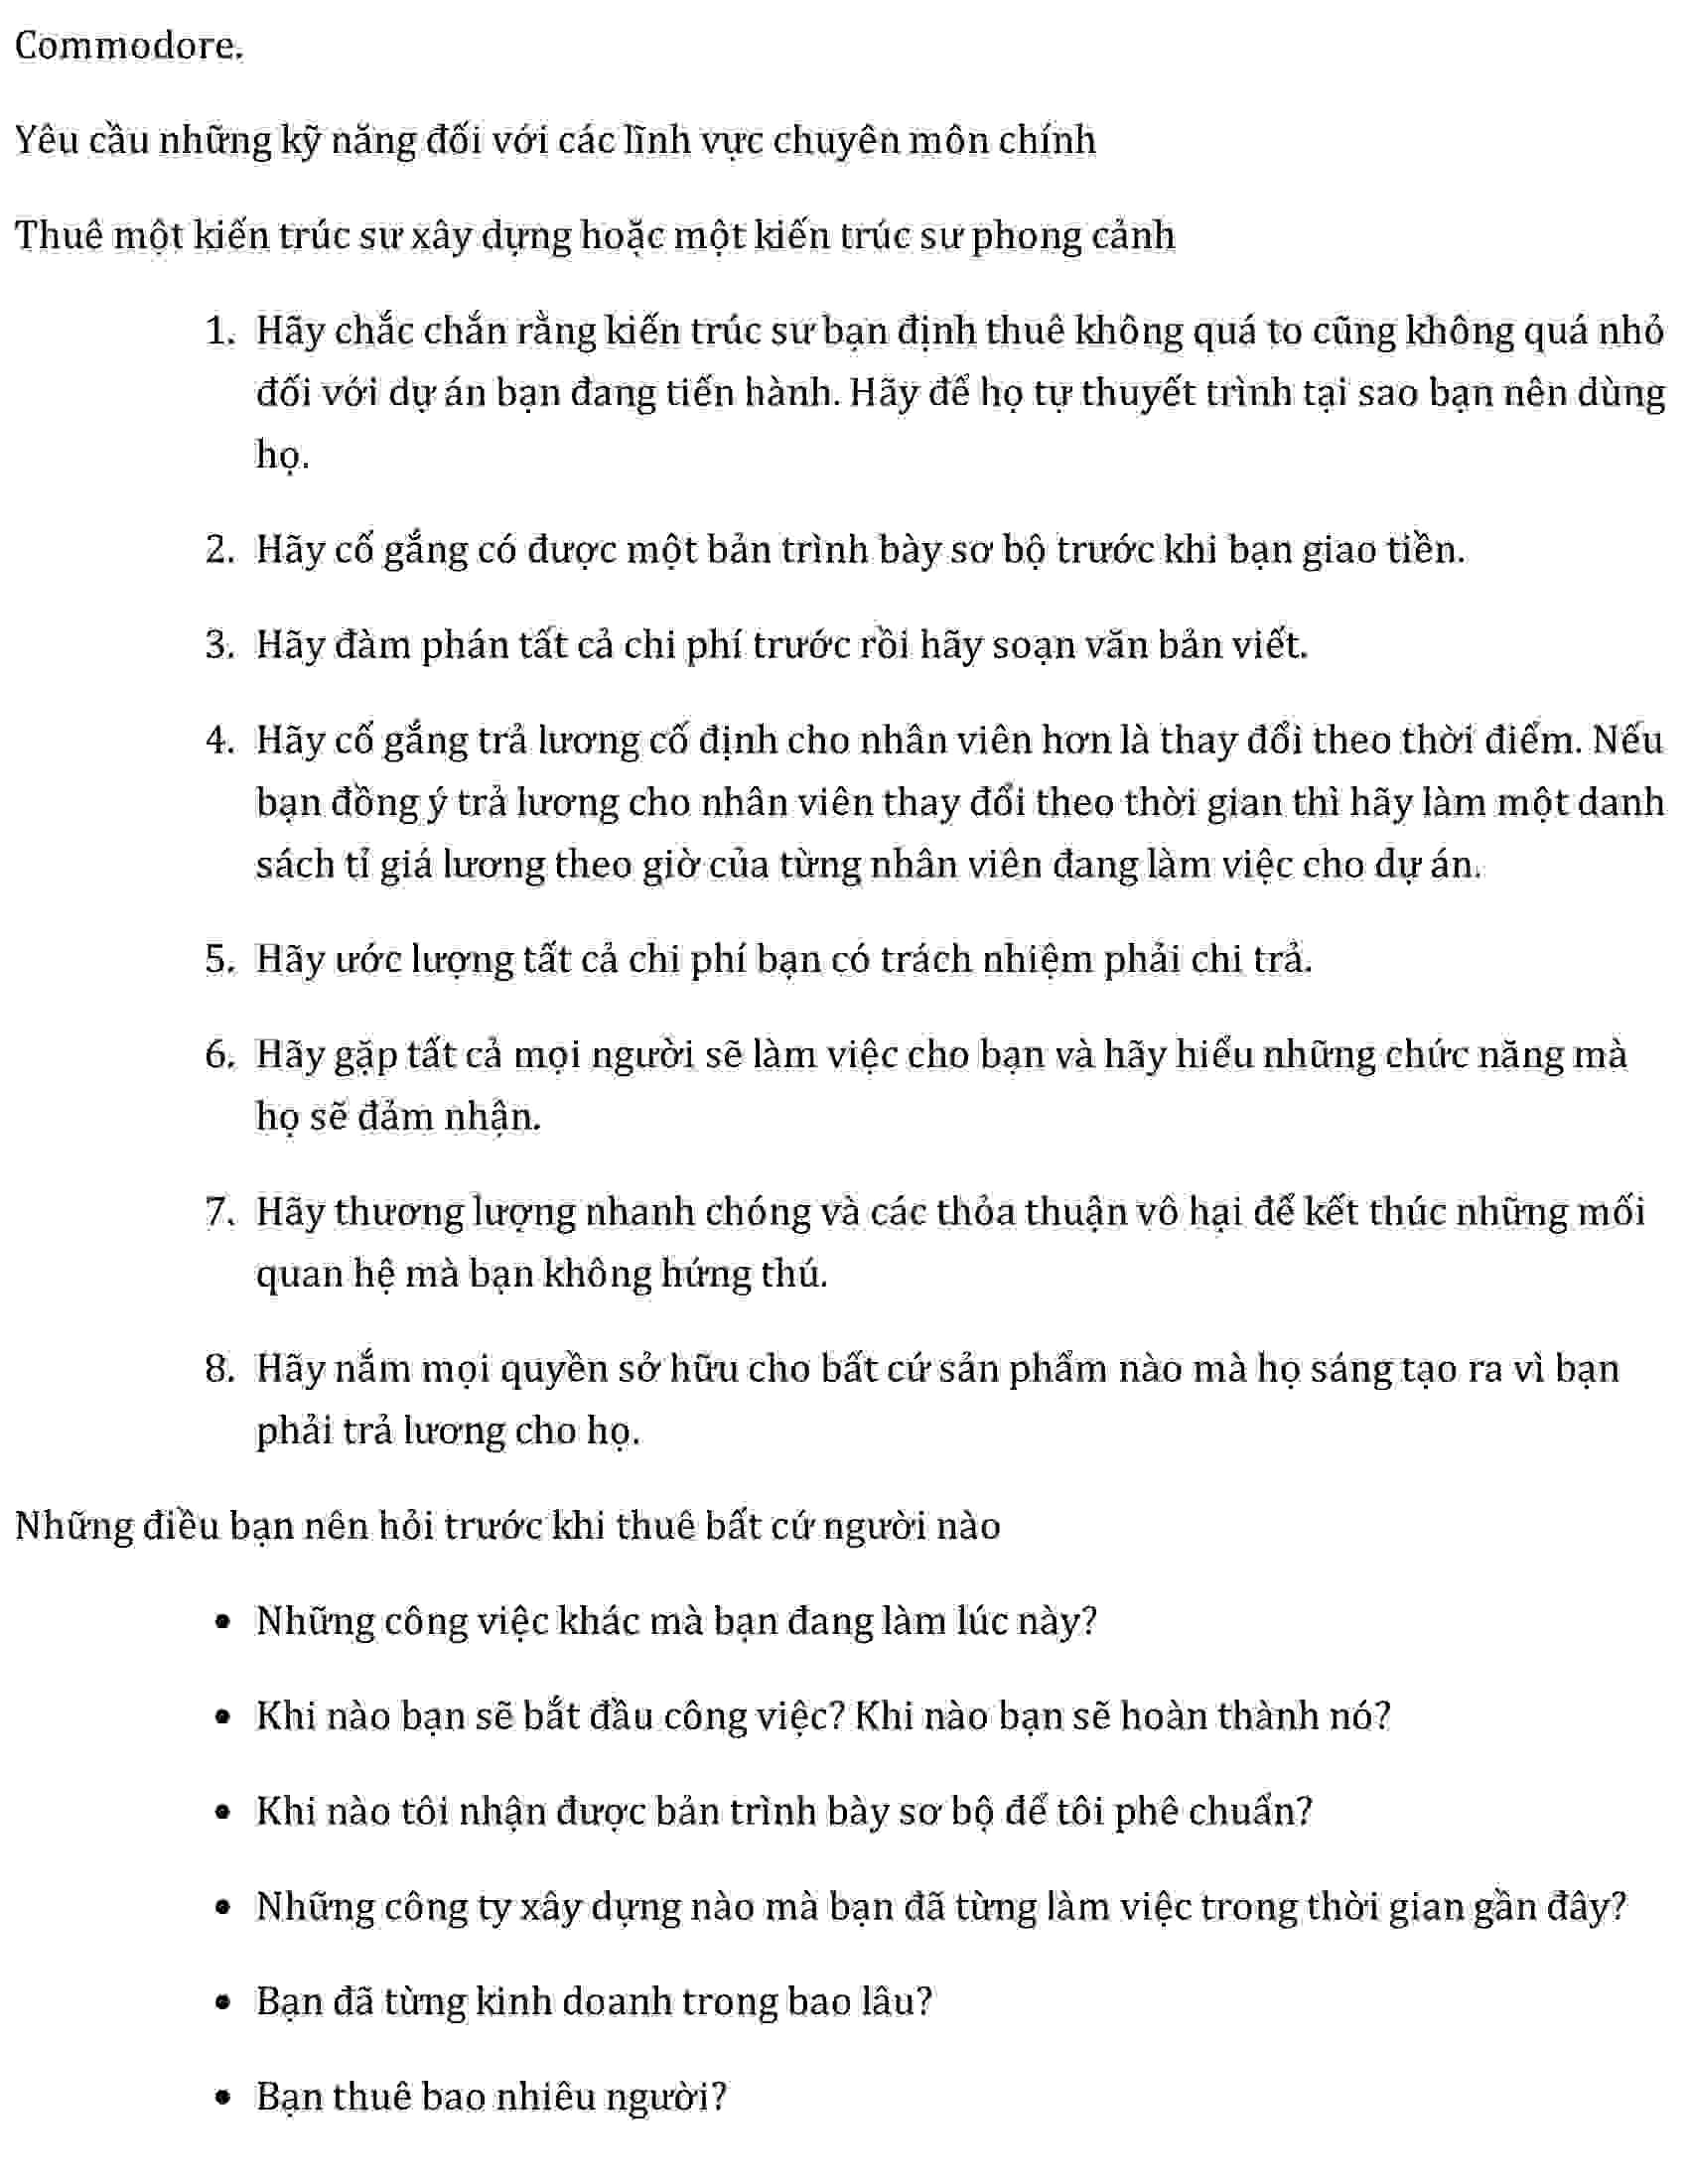 Commodore.
Yêu cầu những kỹ năng đối với các lĩnh vực chuyên môn chính
Thuê một kiến trúc sư xây dựng hoặc một kiến trúc sư phong cảnh
1. Hãy chắc chắn rằng kiến trúc sư bạn định thuê không quá to cũng không quá nhỏ
đối với dự án bạn đang tiến hành. Hãy để họ tự thuyết trình tại sao bạn nên dùng
họ.
2. Hãy cố gắng có được một bản trình bày sơ bộ trước khi bạn giao tiền.
3. Hãy đàm phán tất cả chi phí trước rồi hãy soạn văn bản viết.
4. Hãy cố gắng trả lương cố định cho nhân viên hơn là thay đổi theo thời điểm. Nếu
bạn đồng ý trả lương cho nhân viên thay đổi theo thời gian thì hãy làm một danh
sách tỉ giá lương theo giờ của từng nhân viên đang làm việc cho dự án.
5. Hãy ước lượng tất cả chi phí bạn có trách nhiệm phải chi trả.
6. Hãy gặp tất cả mọi người sẽ làm việc cho bạn và hãy hiểu những chức năng mà
họ sẽ đảm nhận.
7. Hãy thương lượng nhanh chóng và các thỏa thuận vô hại để kết thúc những mối
quan hệ mà bạn không hứng thú.
8. Hãy nắm mọi quyền sở hữu cho bất cứ sản phẩm nào mà họ sáng tạo ra vì bạn
phải trả lương cho họ.
Những điều bạn nên hỏi trước khi thuê bất cứ người nào
• Những công việc khác mà bạn đang làm lúc này?
• Khi nào bạn sẽ bắt đầu công việc? Khi nào bạn sẽ hoàn thành nó?
• Khi nào tôi nhận được bản trình bày sơ bộ để tôi phê chuẩn?
• Những công ty xây dựng nào mà bạn đã từng làm việc trong thời gian gần đây?
• Bạn đã từng kinh doanh trong bao lâu?
• Bạn thuê bao nhiêu người?